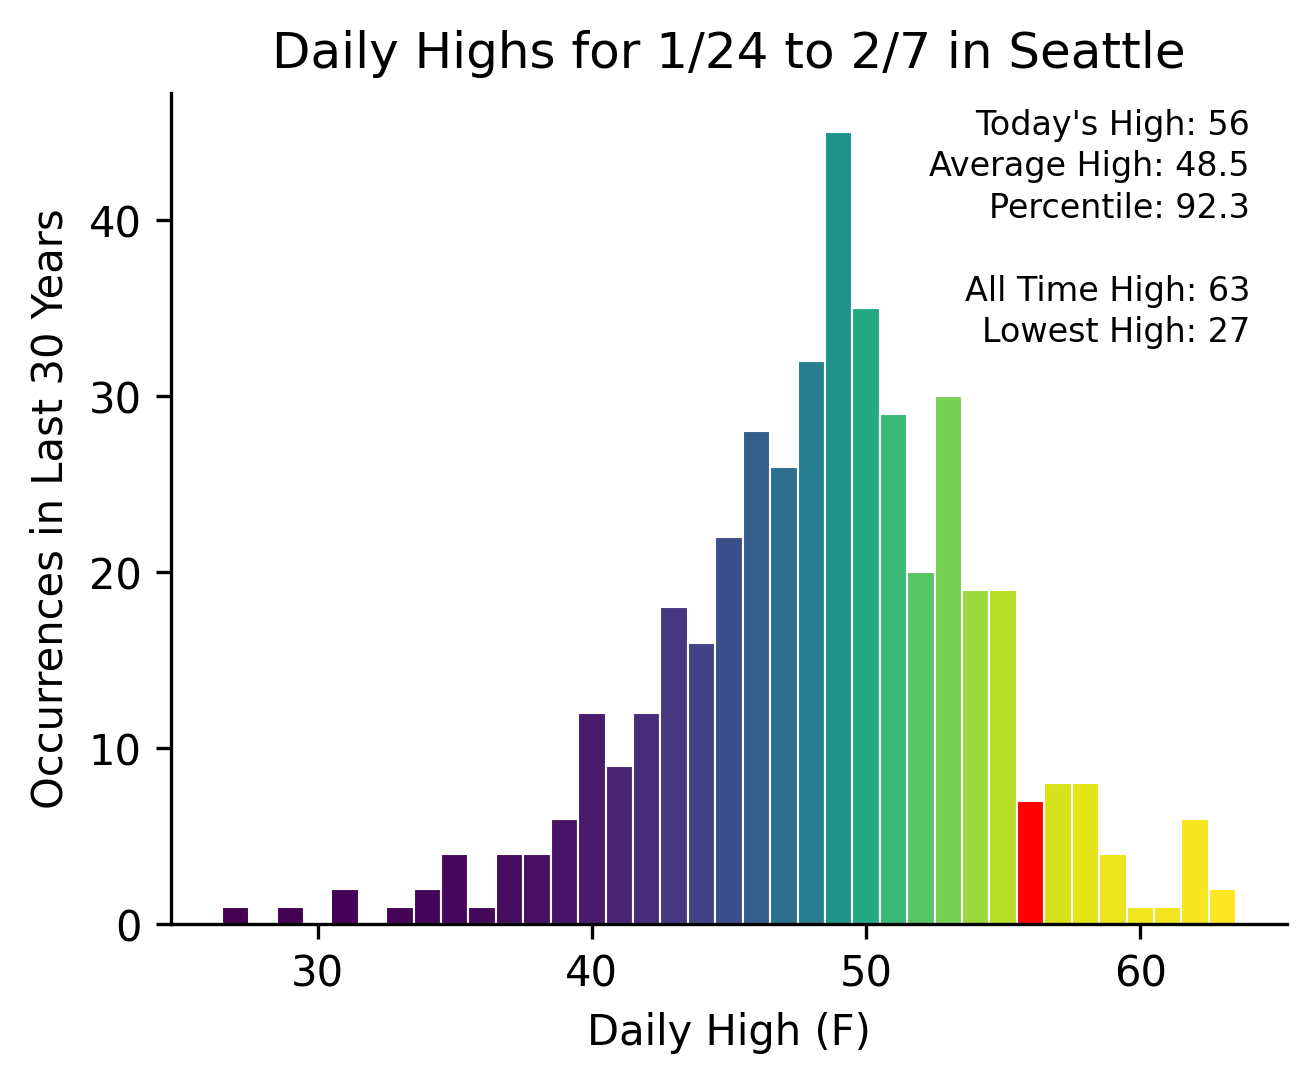 Daily Highs for 1/24 to 2/7 in Seattle
Today's High: 56
Average High: 48.5
Percentile: 92.3
All Time High: 63
Lowest High: 27
Occurrences in Last 30 Years
40
30
20
10
0
30 40 50 60
Daily High (F)